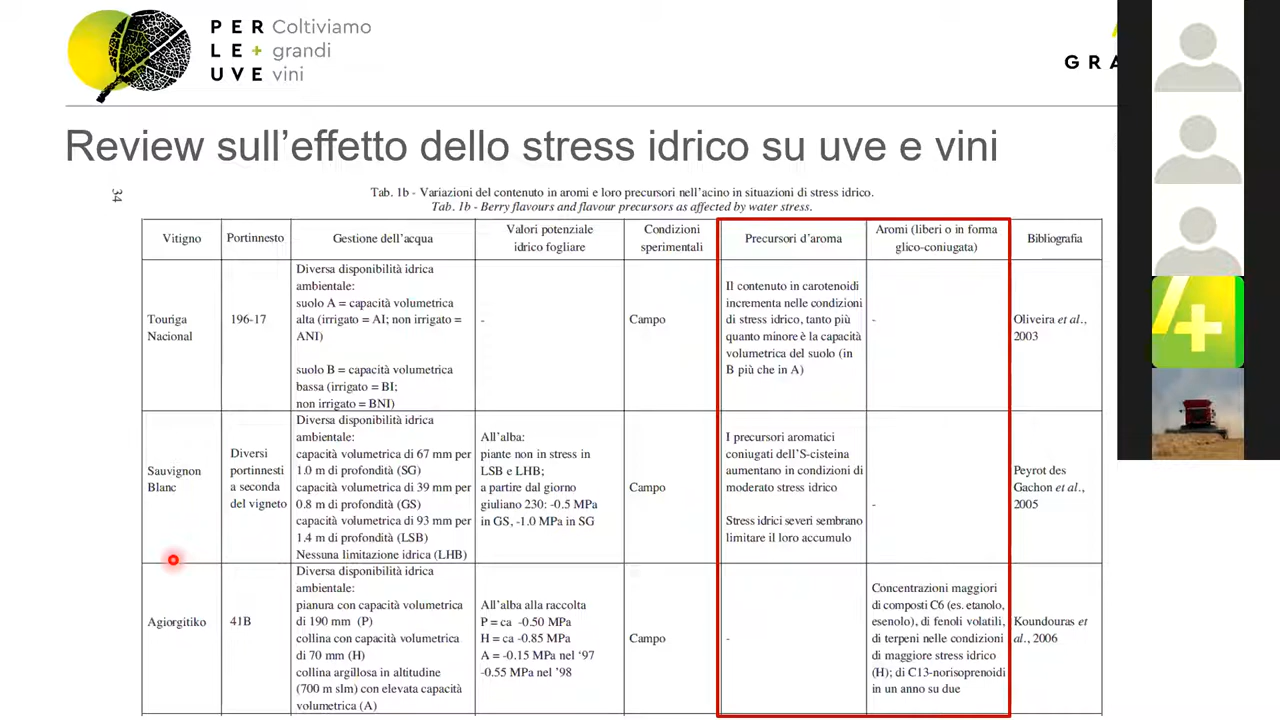 PER Coltiviamo
LE + grandi
UVE vini
GRA
Review sull'effetto dello stress idrico su uve e vini
34
Tab. 1b - Variazioni del contenuto in aromi e loro precursori nell'acino in situazioni di stress idrico.
Tab. 1b - Berry flavours and flavour precursors as affected by water stress.
Vitigno
Portinnesto
Gestione dell'acqua
Valori potenziale
idrico fogliare
Condizioni
sperimentali
Precursori d'aroma
Aromi (liberi o in forma
glico-coniugata)
Bibliografia
Touriga
Nacional
196-17
Diversa disponibilità idrica
ambientale:
suolo A = capacità volumetrica
alta (irrigato = AI; non irrigato =
ANI)
suolo B = capacità volumetrica
bassa (irrigato = BI;
non irrigato = BNI)
-
Campo
Il contenuto in carotenoidi
incrementa nelle condizioni
di stress idrico, tanto più
quanto minore è la capacità
volumetrica del suolo (in
B più che in A)
-
Oliveira et al.,
2003
Sauvignon
Blanc
Diversi
portinnesti
a seconda
del vigneto
Diversa disponibilità idrica
ambientale:
capacità volumetrica di 67 mm per
1.0 m di profondità (SG)
capacità volumetrica di 39 mm per
0.8 m di profondità (GS)
capacità volumetrica di 93 mm per
1.4 m di profondità (LSB)
Nessuna limitazione idrica (LHB)
All'alba:
piante non in stress in
LSB e LHB;
a partire dal giorno
giuliano 230: -0.5 MPa
in GS, -1.0 MPa in SG
Campo
I precursori aromatici
coniugati dell'S-cisteina
aumentano in condizioni di
moderato stress idrico
Stress idrici severi sembrano
limitare il loro accumulo
-
Peyrot des
Gachon et al.,
2005
Agiorgitiko
41B
Diversa disponibilità idrica
ambientale:
pianura con capacità volumetrica
di 190 mm (P)
collina con capacità volumetrica
di 70 mm (H)
collina argillosa in altitudine
(700 m slm) con elevata capacità
volumetrica (A)
All'alba alla raccolta
P = ca -0.50 MPa
H = ca -0.85 MPa
A = -0.15 MPa nel '97
-0.55 MPa nel '98
Campo
-
Concentrazioni maggiori
di composti C6 (es. etanolo,
esenolo), di fenoli volatili,
di terpeni nelle condizioni
di maggiore stress idrico
(H); di C13-norisoprenoidi
in un anno su due
Koundouras et
al., 2006